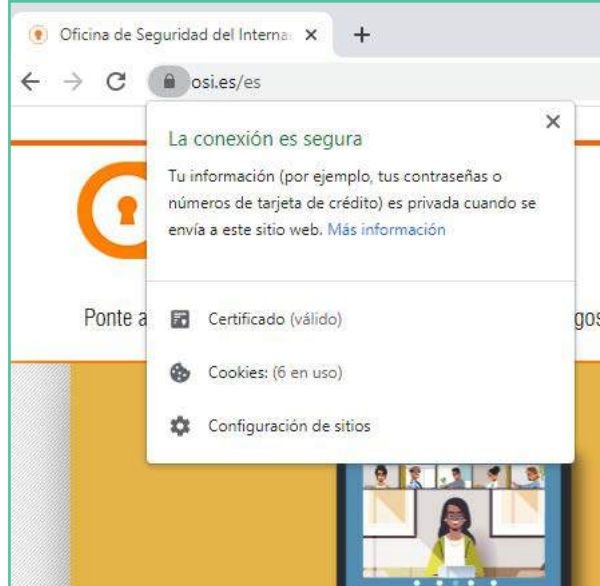 Oficina de Seguridad del Interna
osi.es/es
La conexión es segura
Tu información (por ejemplo, tus contraseñas o
números de tarjeta de crédito) es privada cuando se
envía a este sitio web. Más información
Ponte a
gos
Certificado (válido)
Cookies: (6 en uso)
Configuración de sitios